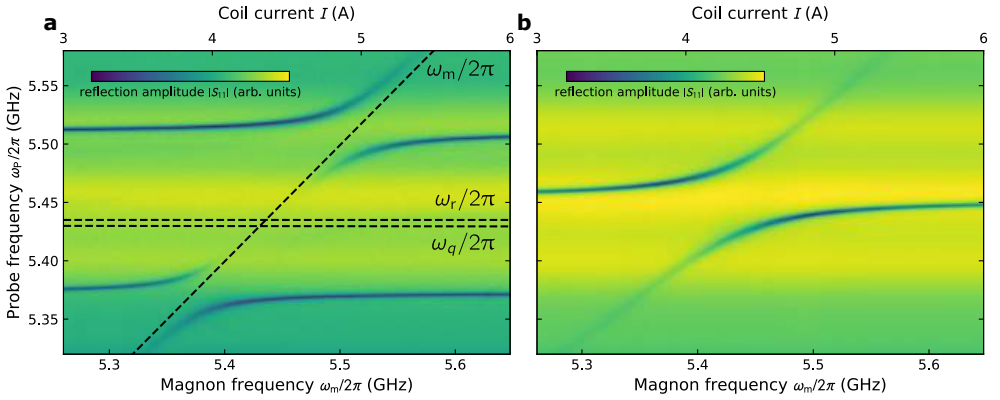 a
Coil current I (A)
3 4 5 6
reflection amplitude |S₁₁| (arb. units)
ωₘ/2π
ωᵣ/2π
ω_q/2π
Probe frequency ωₚ/2π (GHz)
5.55
5.50
5.45
5.40
5.35
5.3 5.4 5.5 5.6
Magnon frequency ωₘ/2π (GHz)
b
Coil current I (A)
3 4 5 6
reflection amplitude |S₁₁| (arb. units)
5.3 5.4 5.5 5.6
Magnon frequency ωₘ/2π (GHz)